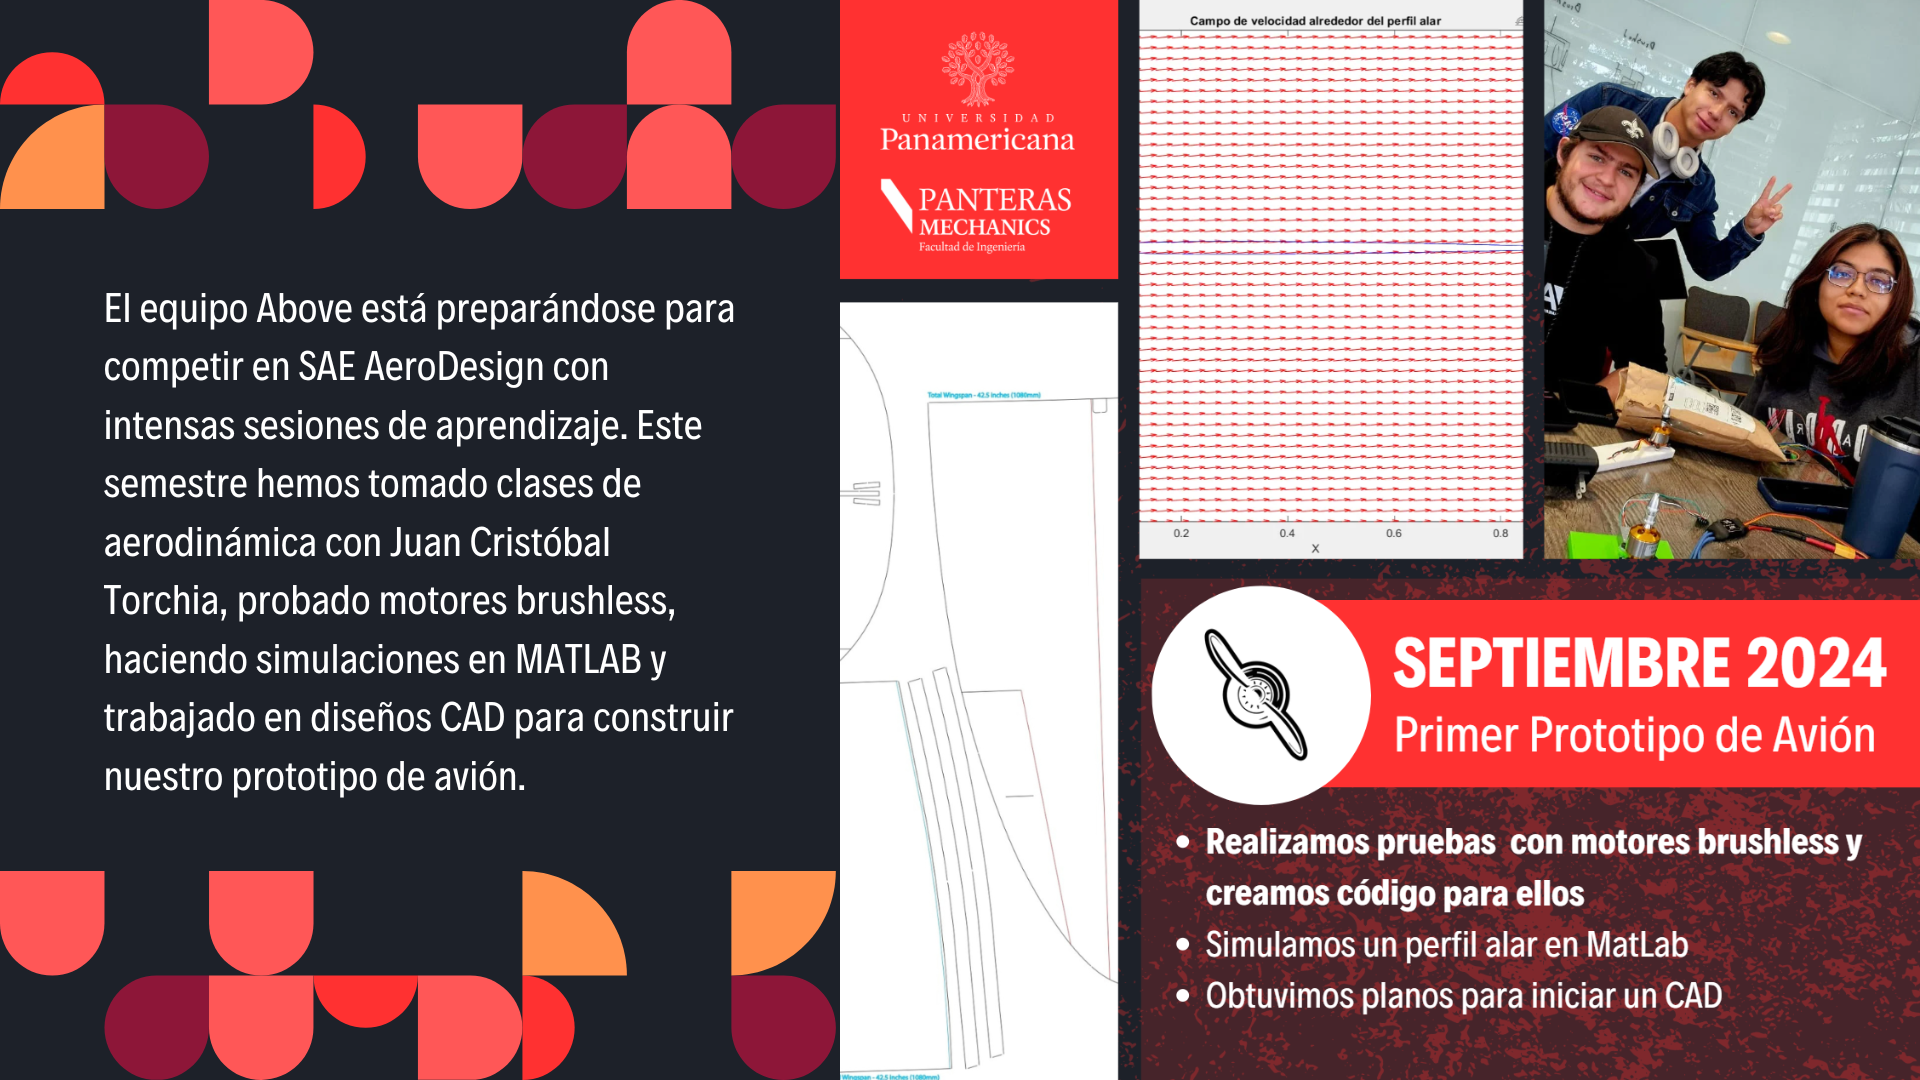 El equipo Above está preparándose para
competir en SAE AeroDesign con
intensas sesiones de aprendizaje. Este
semestre hemos tomado clases de
aerodinámica con Juan Cristóbal
Torchia, probado motores brushless,
haciendo simulaciones en MATLAB y
trabajado en diseños CAD para construir
nuestro prototipo de avión.
UNIVERSIDAD
Panamericana
PANTERAS
MECHANICS
Facultad de Ingeniería
Total Wingspan - 42.5 inches (1080mm)
Wingspan - 42.5 inches (1080mm)
Campo de velocidad alrededor del perfil alar
0.2 0.4 0.6 0.8
X
SEPTIEMBRE 2024
Primer Prototipo de Avión
• Realizamos pruebas con motores brushless y
creamos código para ellos
• Simulamos un perfil alar en MatLab
• Obtuvimos planos para iniciar un CAD